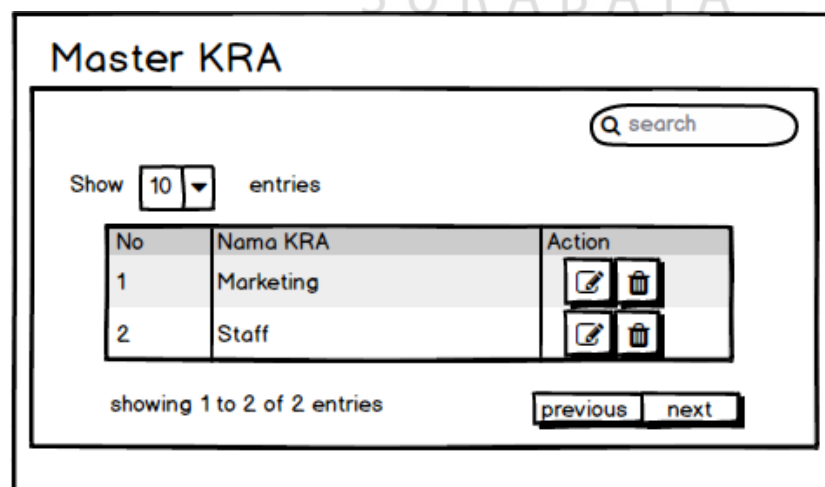 SURABAYA
Master KRA
search
Show 10 entries
No Nama KRA Action
1 Marketing
2 Staff
showing 1 to 2 of 2 entries
previous next